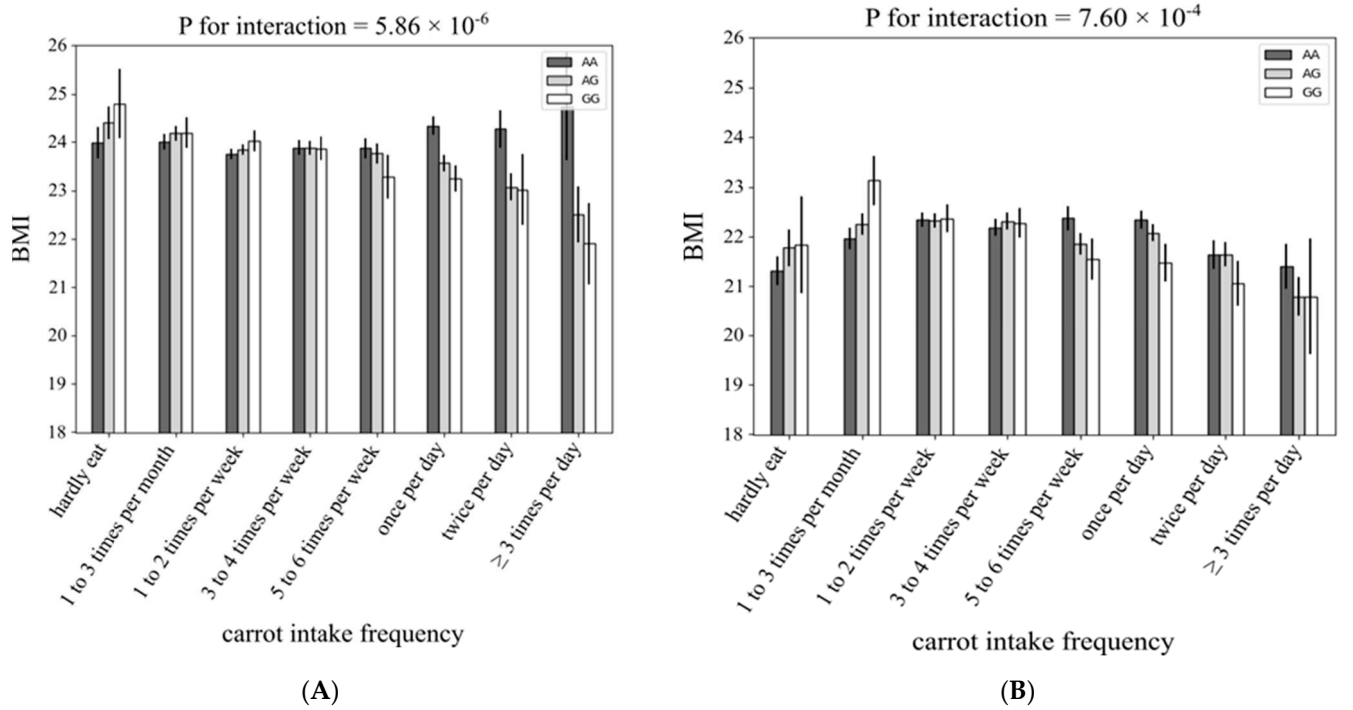 P for interaction = 5.86 × 10⁻⁶
26
25
24
23
22
21
20
19
18
BMI
AA
AG
GG
hardly eat
1 to 3 times per month
1 to 2 times per week
3 to 4 times per week
5 to 6 times per week
once per day
twice per day
≥ 3 times per day
carrot intake frequency
(A)
P for interaction = 7.60 × 10⁻⁴
26
25
24
23
22
21
20
19
18
BMI
AA
AG
GG
hardly eat
1 to 3 times per month
1 to 2 times per week
3 to 4 times per week
5 to 6 times per week
once per day
twice per day
≥ 3 times per day
carrot intake frequency
(B)